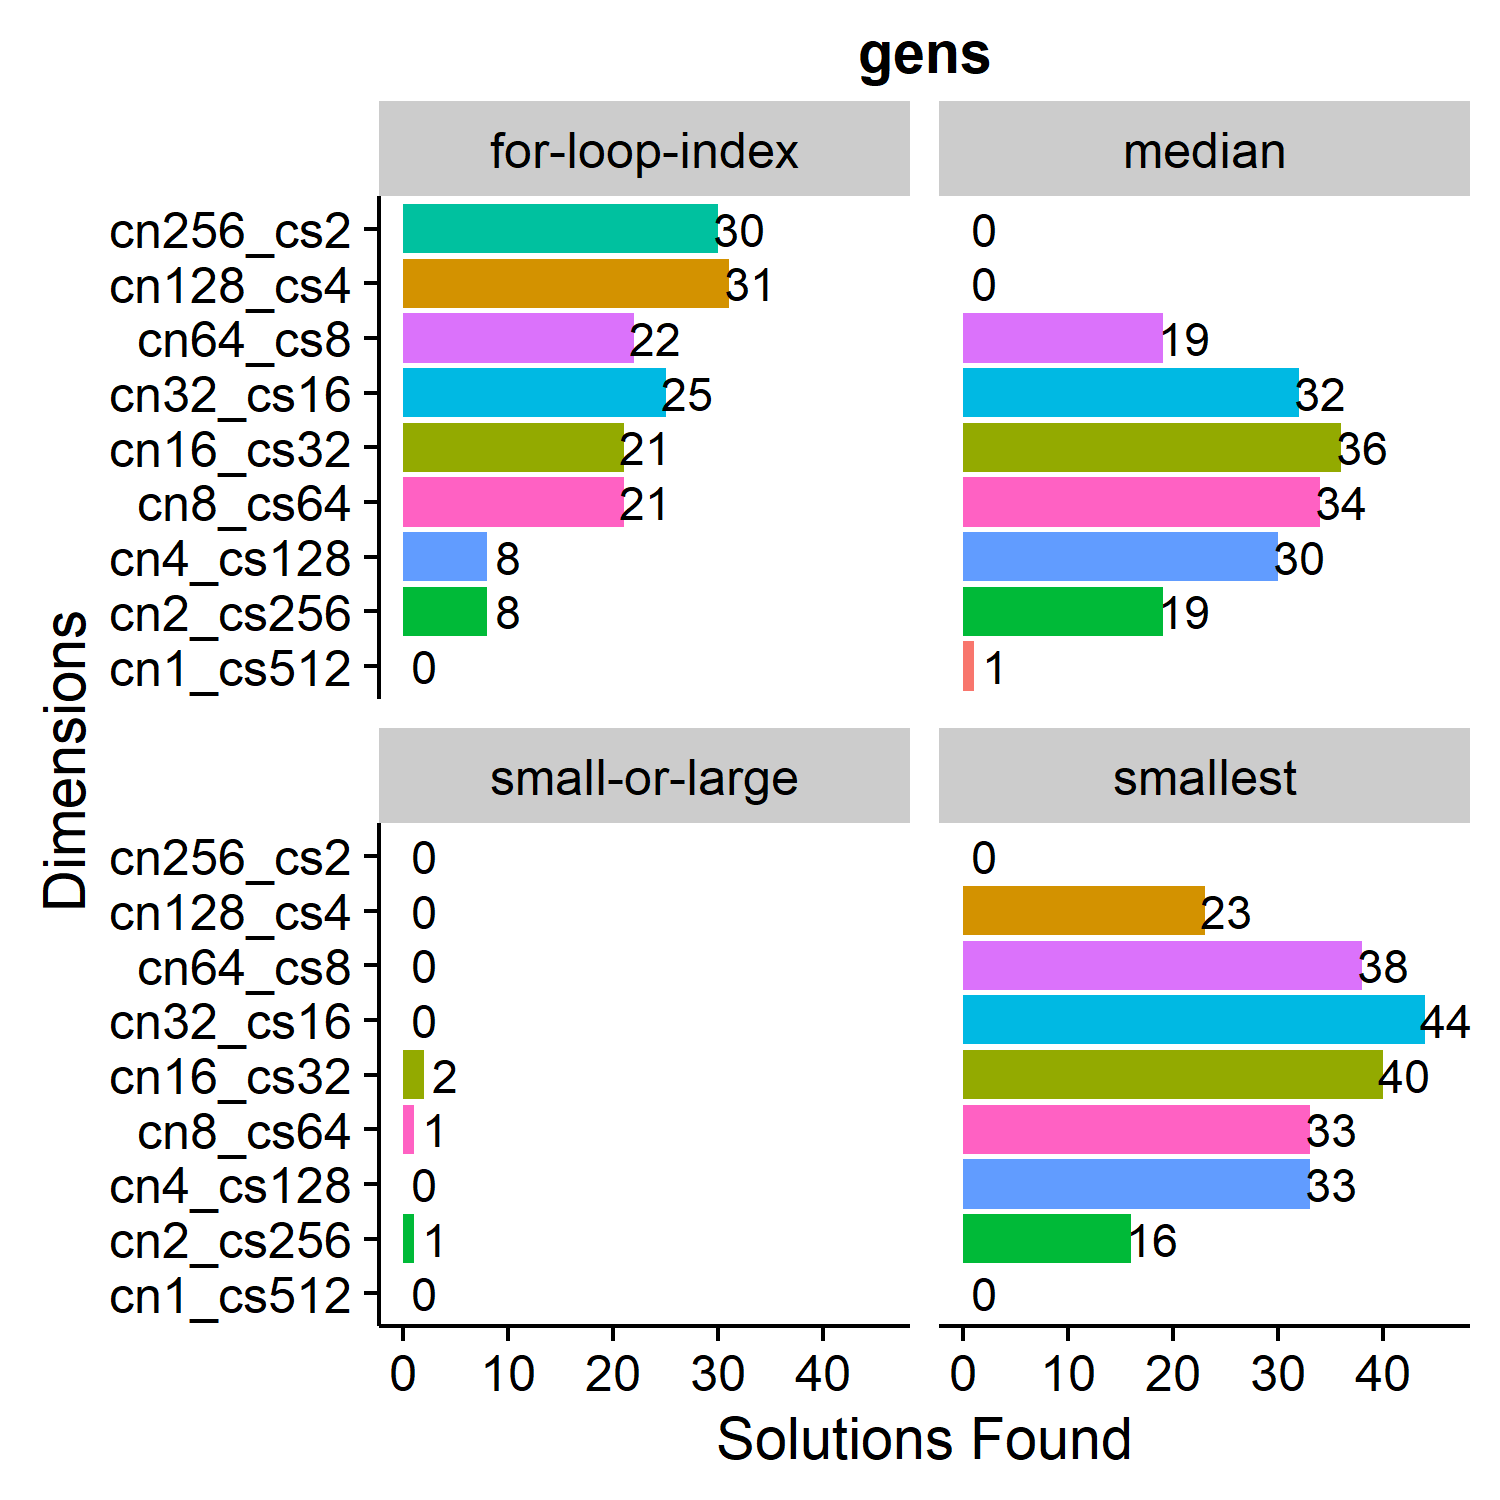 gens
for-loop-index
median
cn256_cs2
30
0
cn128_cs4
31
0
cn64_cs8
22
19
cn32_cs16
25
32
cn16_cs32
21
36
cn8_cs64
21
34
cn4_cs128
8
30
cn2_cs256
8
19
cn1_cs512
0
1
Dimensions
small-or-large
smallest
cn256_cs2
0
0
cn128_cs4
0
23
cn64_cs8
0
38
cn32_cs16
0
44
cn16_cs32
2
40
cn8_cs64
1
33
cn4_cs128
0
33
cn2_cs256
1
16
cn1_cs512
0
0
0 10 20 30 40
0 10 20 30 40
Solutions Found